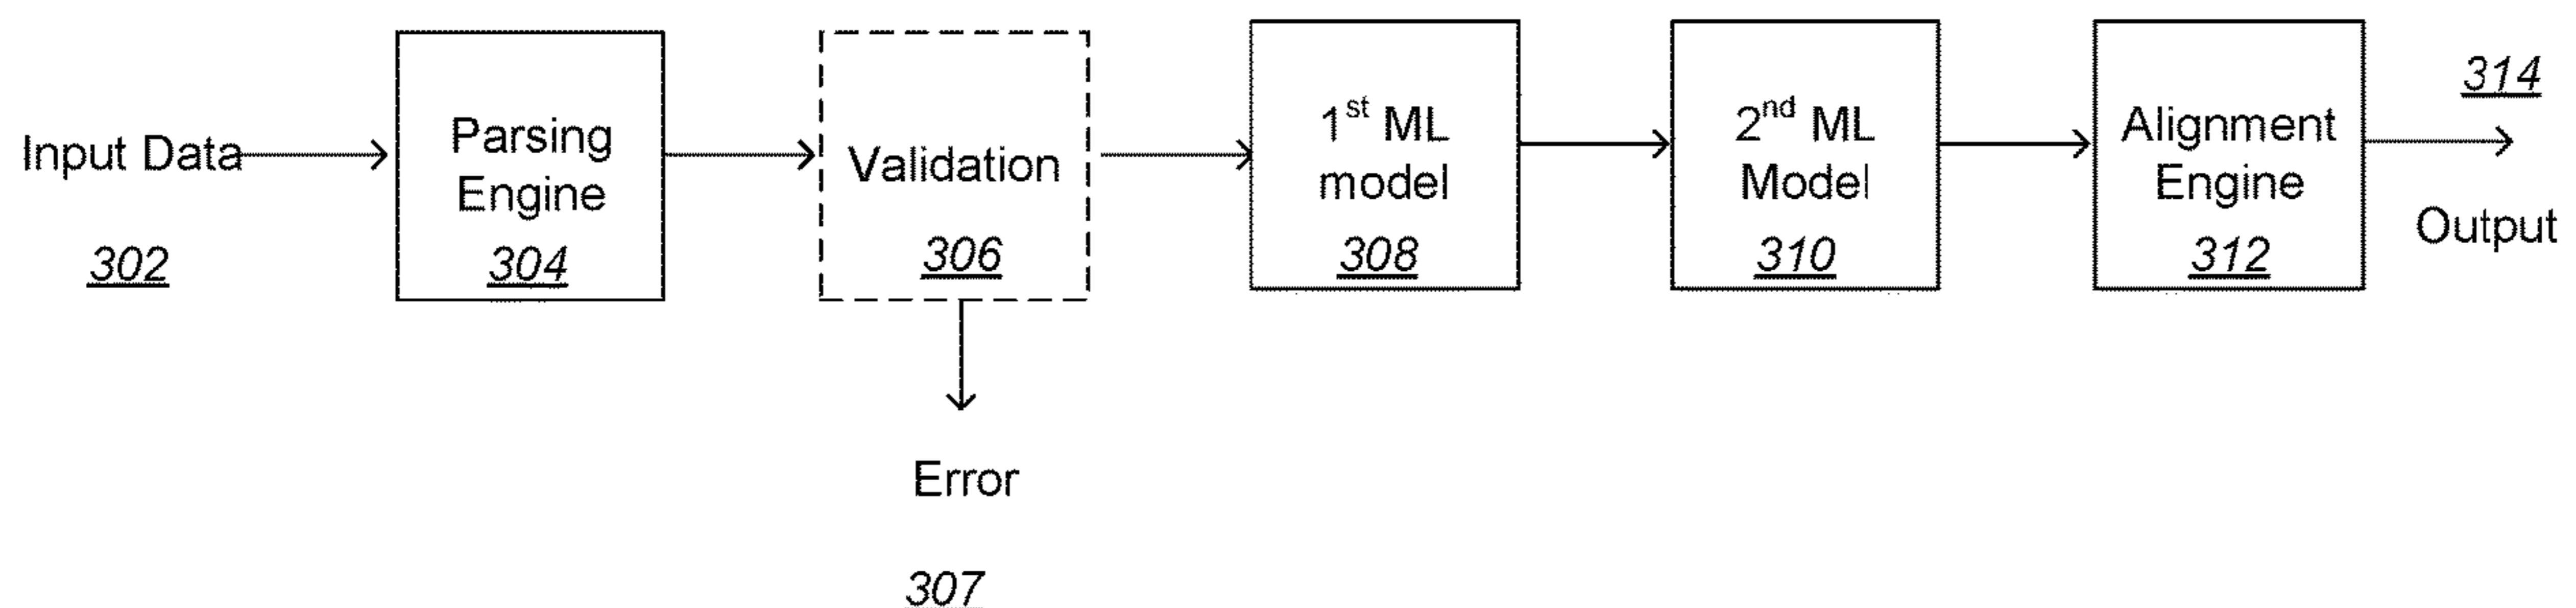 Input Data
302
Parsing
Engine
304
Validation
306
Error
307
1st ML
model
308
2nd ML
Model
310
Alignment
Engine
312
314
Output